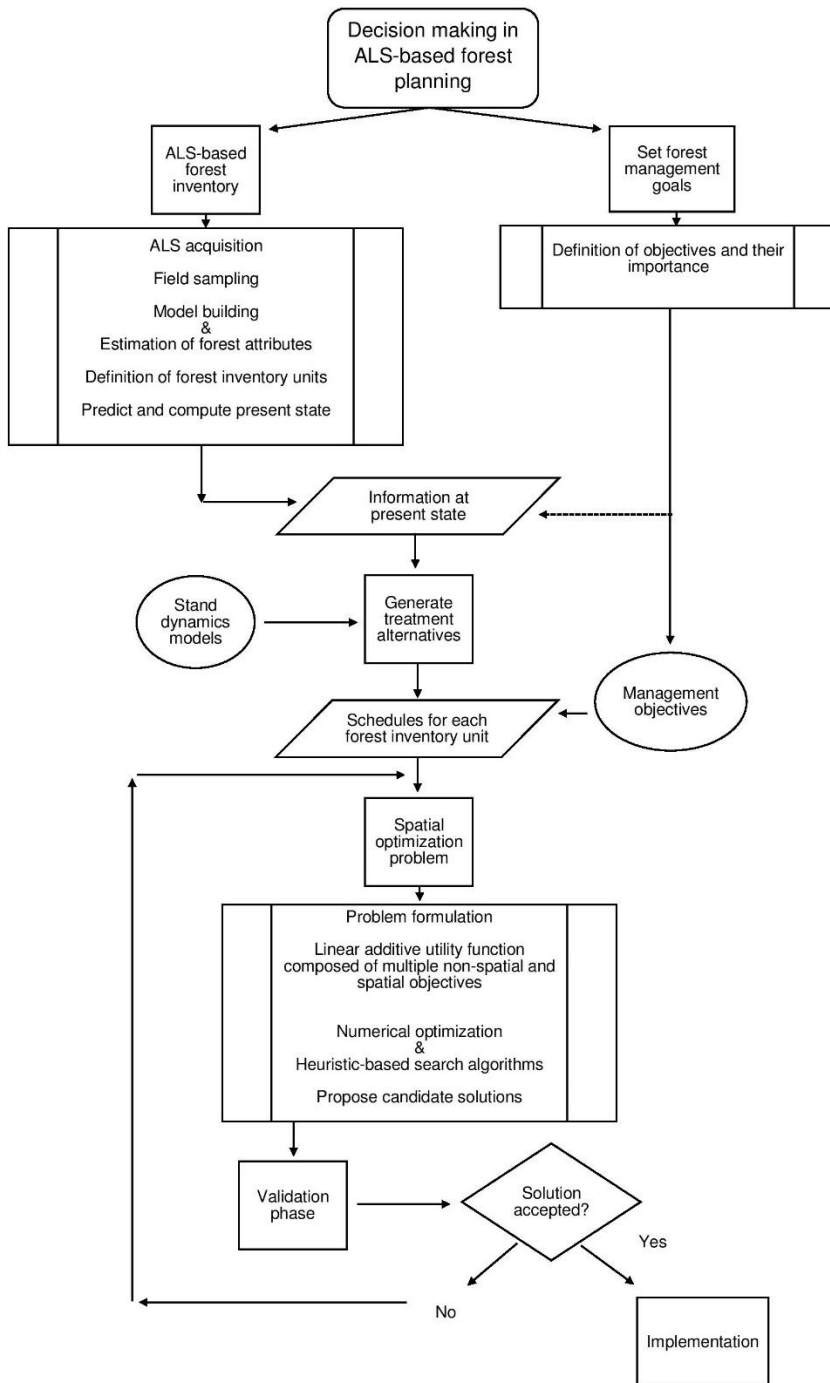 Decision making in
ALS-based forest
planning
ALS-based
forest
inventory
Set forest
management
goals
ALS acquisition
Field sampling
Model building
&
Estimation of forest attributes
Definition of forest inventory units
Predict and compute present state
Definition of objectives and their
importance
Information at
present state
Stand
dynamics
models
Generate
treatment
alternatives
Management
objectives
Schedules for each
forest inventory unit
Spatial
optimization
problem
Problem formulation
Linear additive utility function
composed of multiple non-spatial and
spatial objectives
Numerical optimization
&
Heuristic-based search algorithms
Propose candidate solutions
Validation
phase
Solution
accepted?
Yes
No
Implementation